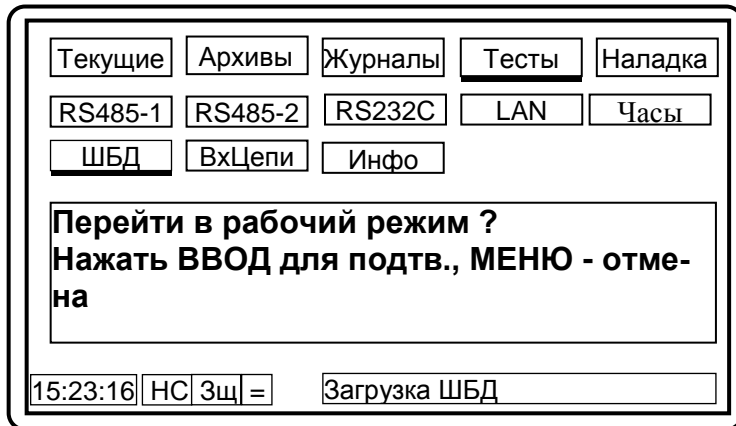 Текущие Архивы Журналы Тесты Наладка
RS485-1 RS485-2 RS232C LAN Часы
ШБД ВхЦепи Инфо
Перейти в рабочий режим ?
Нажать ВВОД для подтв., МЕНЮ - отме-
на
15:23:16 НС Зщ = Загрузка ШБД